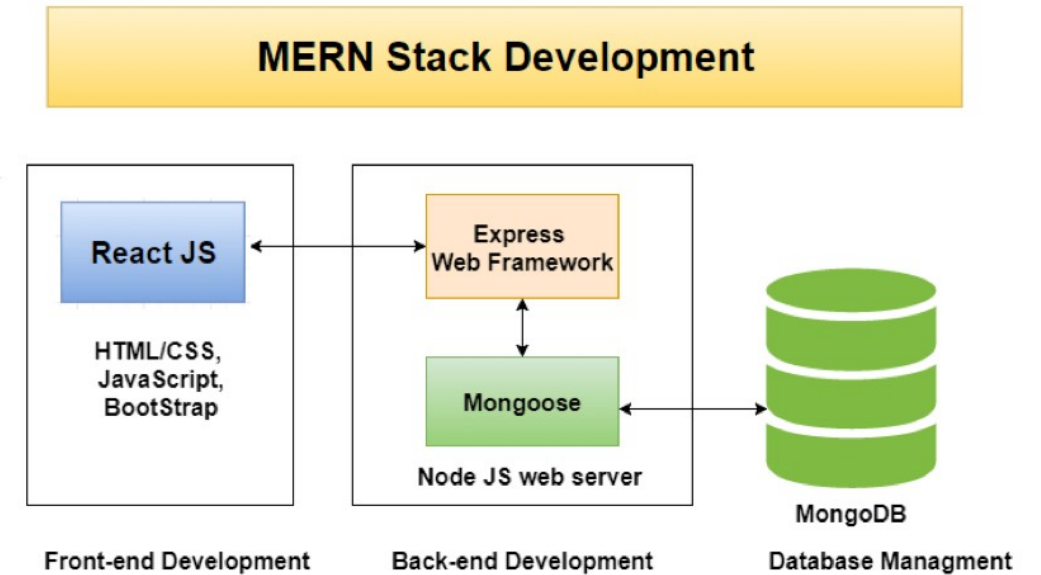 MERN Stack Development
React JS
HTML/CSS,
JavaScript,
BootStrap
Front-end Development
Express
Web Framework
Mongoose
Node JS web server
Back-end Development
MongoDB
Database Managment